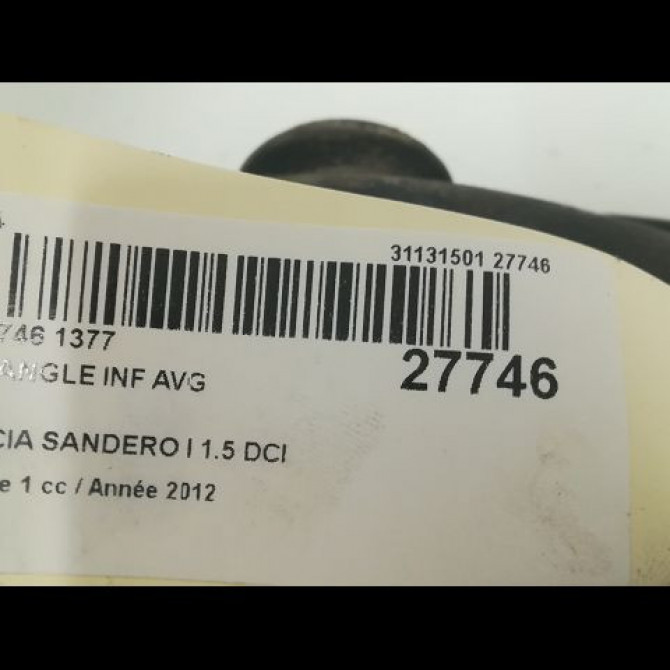 31131501 27746
746 1377
27746
ANGLE INF AVG
CIA SANDERO I 1.5 DCI
e 1 cc / Année 2012